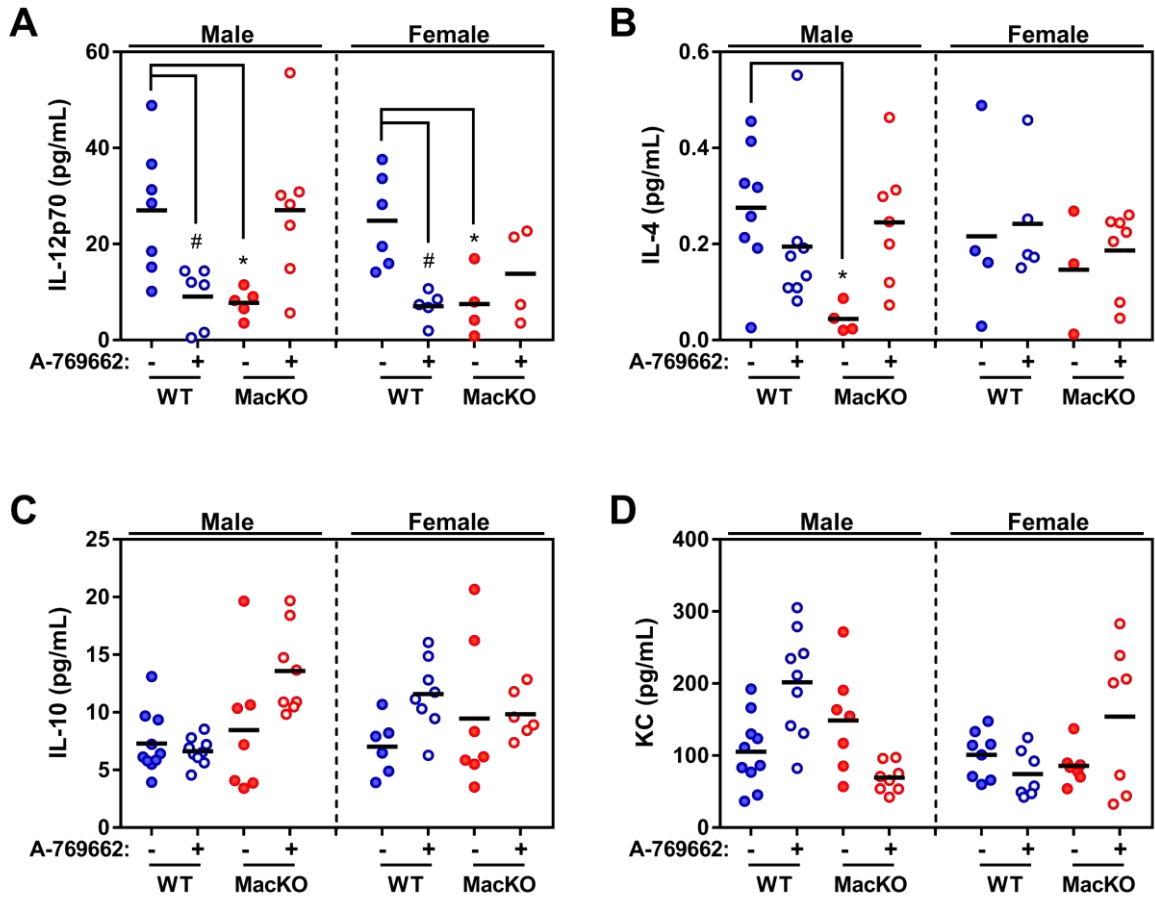 A
Male Female
IL-12p70 (pg/mL)
60
40
20
0
#
*
#
*
A-769662: - + - + - + - +
WT MacKO WT MacKO
B
Male Female
IL-4 (pg/mL)
0.6
0.4
0.2
0.0
*
A-769662: - + - + - + - +
WT MacKO WT MacKO
C
Male Female
IL-10 (pg/mL)
25
20
15
10
5
0
A-769662: - + - + - + - +
WT MacKO WT MacKO
D
Male Female
KC (pg/mL)
400
300
200
100
0
A-769662: - + - + - + - +
WT MacKO WT MacKO